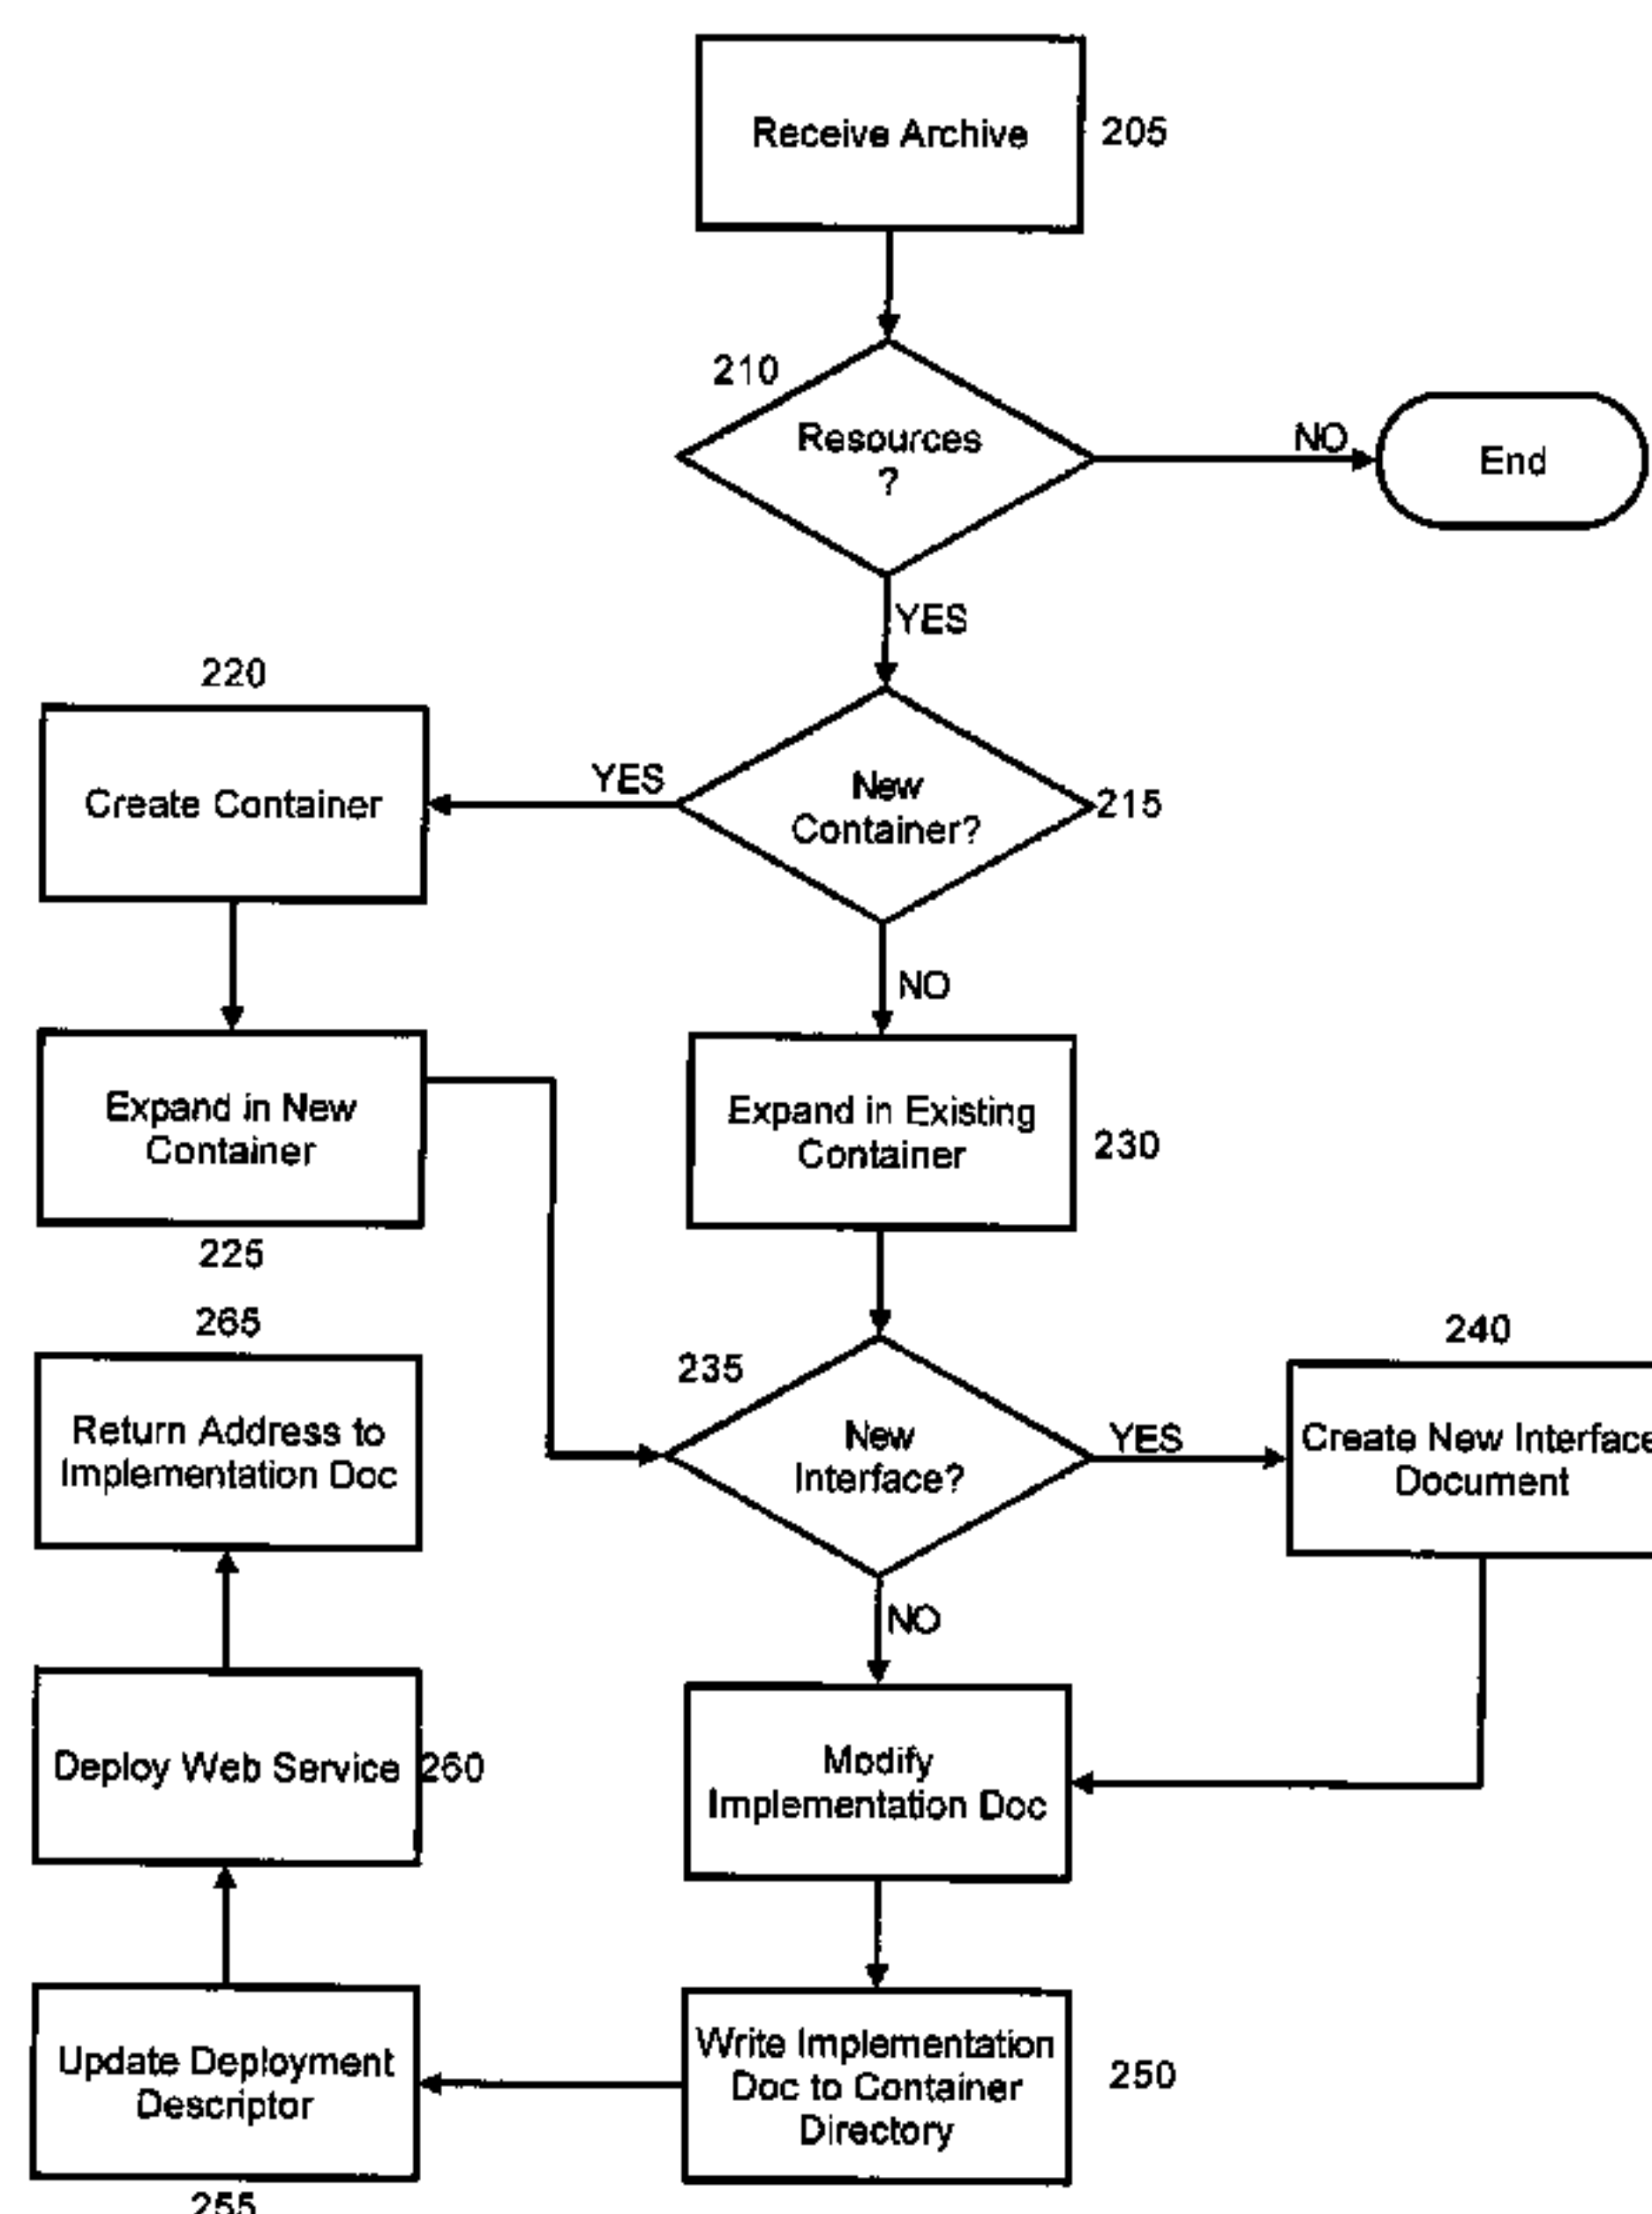 Receive Archive
205
210
Resources
?
NO
End
YES
220
Create Container
YES
New
Container?
215
NO
Expand in New
Container
225
Expand in Existing
Container
230
265
Return Address to
Implementation Doc
235
New
Interface?
YES
240
Create New Interface
Document
NO
Deploy Web Service
260
Modify
Implementation Doc
Update Deployment
Descriptor
255
Write Implementation
Doc to Container
Directory
250